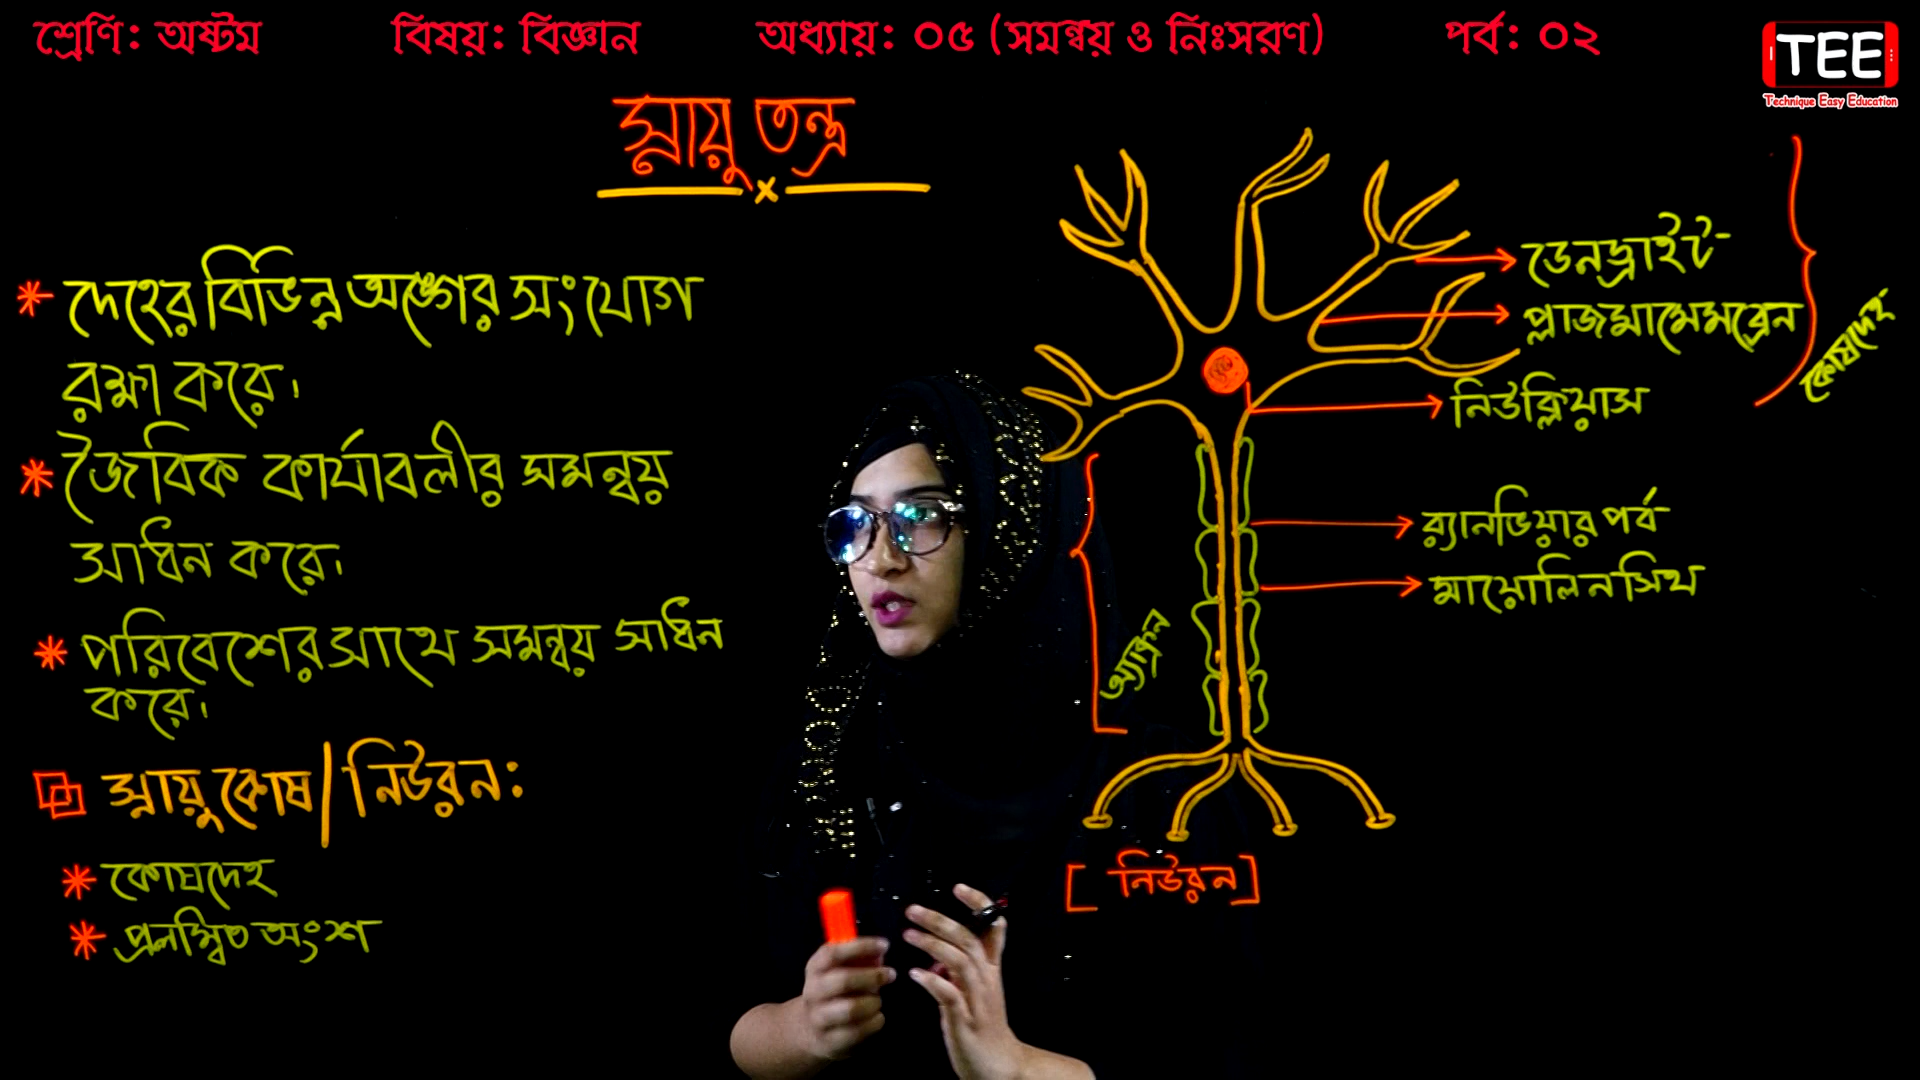 শ্রেণি: অষ্টম বিষয়: বিজ্ঞান অধ্যায়: ০৫ (সমন্বয় ও নিঃসরণ) পর্ব: ০২
TEE
Technique Easy Education
স্নায়ু তন্ত্র
* দেহের বিভিন্ন অঙ্গের সংযোগ
রক্ষা করে।
* জৈবিক কার্যাবলীর সমন্বয়
সাধন করে।
* পরিবেশের সাথে সমন্বয় সাধন
করে।
স্নায়ু কোষ/নিউরন:
* কোষদেহ
* প্রলম্বিত অংশ
ডেনড্রাইট
প্লাজমামেমব্রেন
নিউক্লিয়াস
কোষদেহ
র‍্যানভিয়ার পর্ব
মায়োলিনসিথ
অ্যাক্সন
[নিউরন]